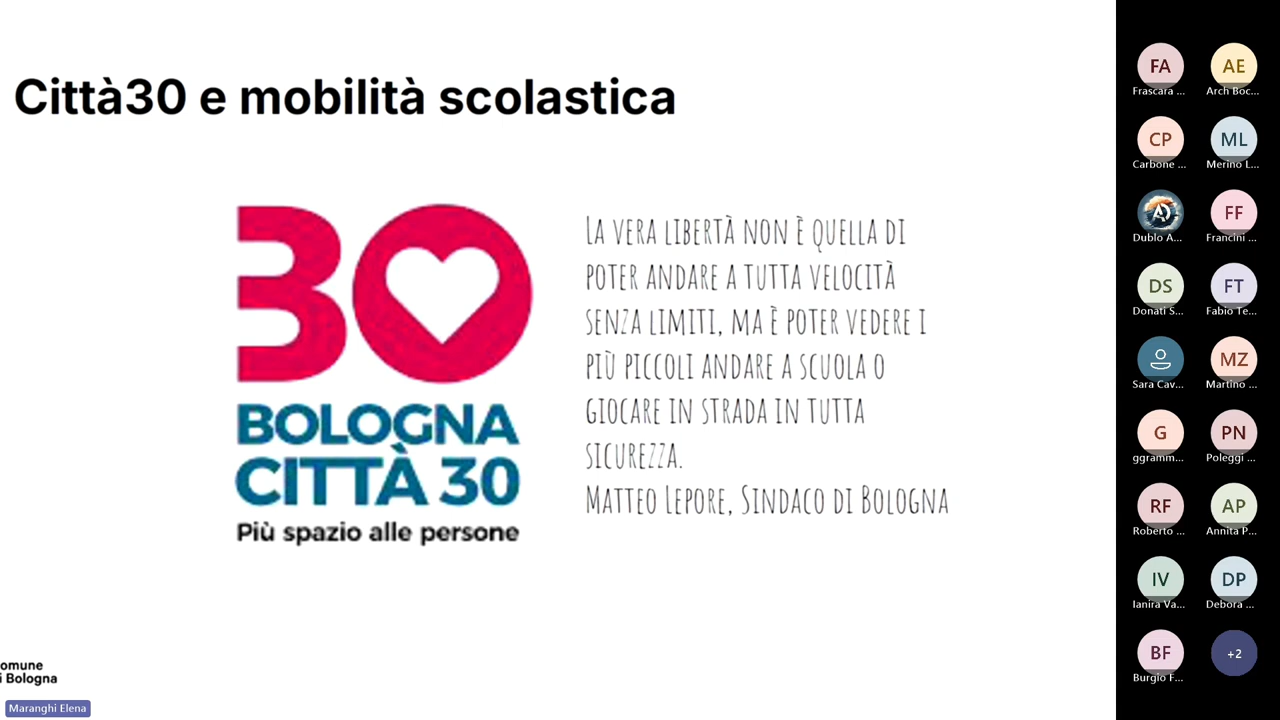 Città30 e mobilità scolastica
30
BOLOGNA
CITTÀ 30
Più spazio alle persone
LA VERA LIBERTÀ NON È QUELLA DI
POTER ANDARE A TUTTA VELOCITÀ
SENZA LIMITI, MA È POTER VEDERE I
PIÙ PICCOLI ANDARE A SCUOLA O
GIOCARE IN STRADA IN TUTTA
SICUREZZA.
MATTEO LEPORE, SINDACO DI BOLOGNA
omune
i Bologna
Maranghi Elena
FA
Frascara ...
AE
Arch Boc...
CP
Carbone ...
ML
Merino L...
AD
Dublo A...
FF
Francini ...
DS
Donati S...
FT
Fabio Te...
Sara Cav...
MZ
Martino ...
G
ggramm...
PN
Poleggi ...
RF
Roberto ...
AP
Annita P...
IV
Ianira Va...
DP
Debora ...
BF
Burgio F...
+2